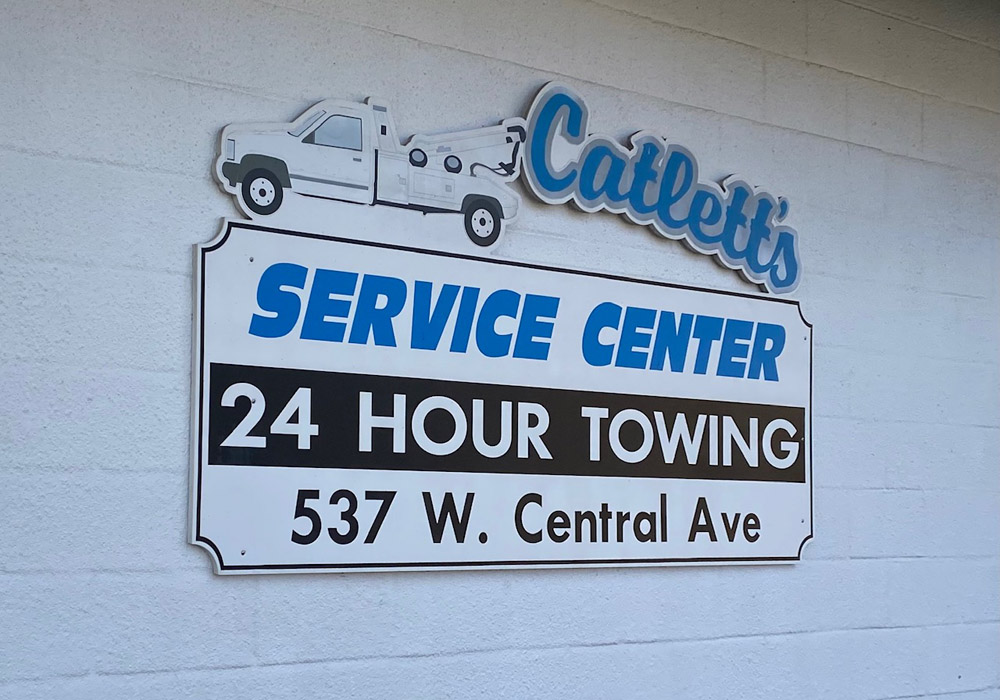 Catlett's
SERVICE CENTER
24 HOUR TOWING
537 W. Central Ave